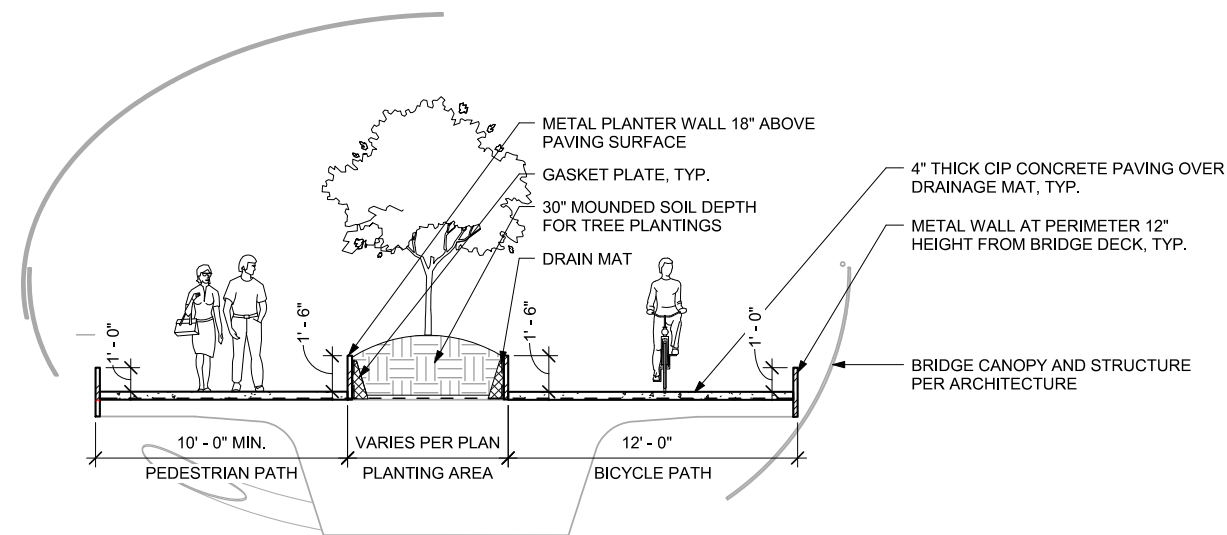 METAL PLANTER WALL 18" ABOVE
PAVING SURFACE
GASKET PLATE, TYP.
30" MOUNDED SOIL DEPTH
FOR TREE PLANTINGS
DRAIN MAT
4" THICK CIP CONCRETE PAVING OVER
DRAINAGE MAT, TYP.
METAL WALL AT PERIMETER 12"
HEIGHT FROM BRIDGE DECK, TYP.
BRIDGE CANOPY AND STRUCTURE
PER ARCHITECTURE
1' - 0"
1' - 6"
1' - 6"
1' - 0"
10' - 0" MIN.
VARIES PER PLAN
12' - 0"
PEDESTRIAN PATH
PLANTING AREA
BICYCLE PATH